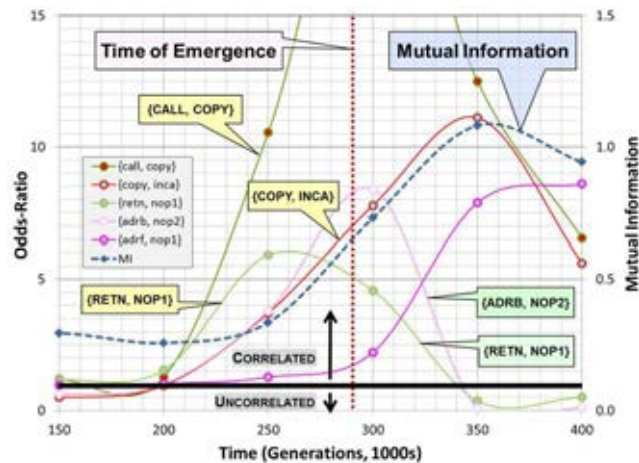 Time of Emergence
Mutual Information
{CALL, COPY}
{call, copy}
{copy, inca}
{retn, nop1}
{adrb, nop2}
{adrf, nop1}
MI
{COPY, INCA}
{RETN, NOP1}
{ADRB, NOP2}
{RETN, NOP1}
CORRELATED
UNCORRELATED
15
10
5
0
Odds-Ratio
1.5
1.0
0.5
0.0
Mutual Information
150 200 250 300 350 400
Time (Generations, 1000s)